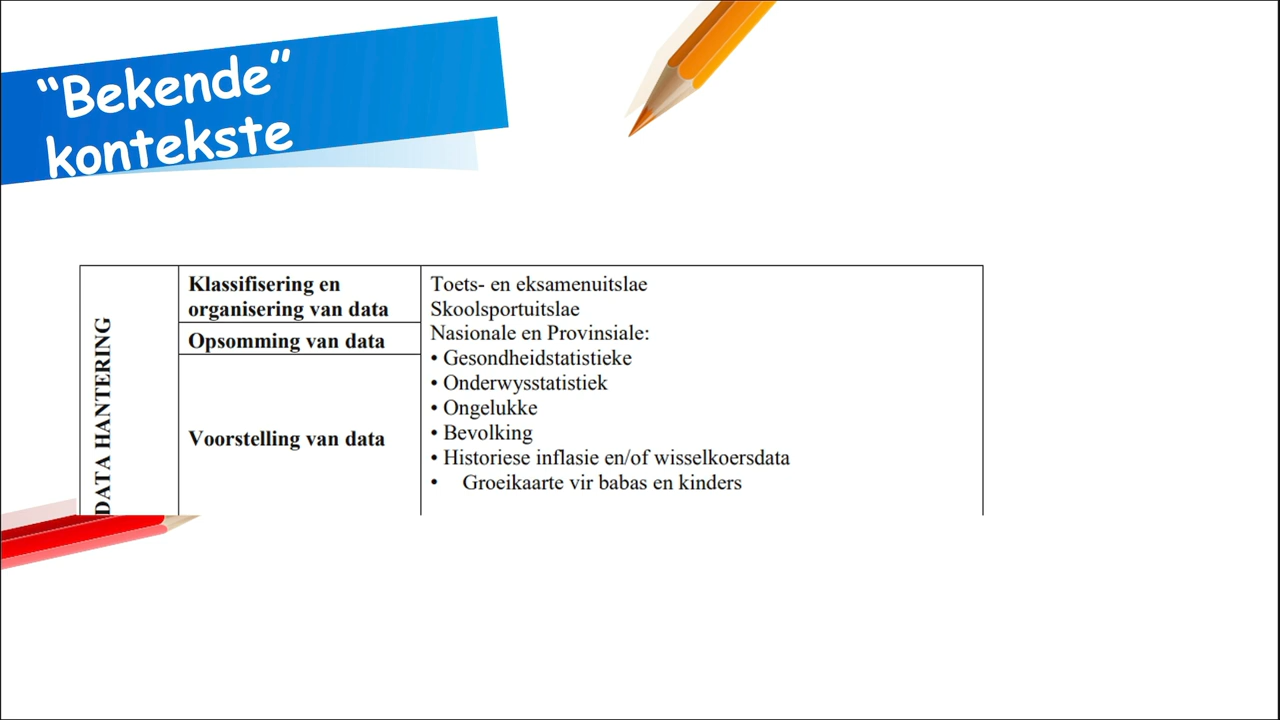 “Bekende”
kontekste
DATA HANTERING
Klassifisering en
organisering van data
Opsomming van data
Voorstelling van data
Toets- en eksamenuitslae
Skoolsportuitslae
Nasionale en Provinsiale:
• Gesondheidstatistieke
• Onderwysstatistiek
• Ongelukke
• Bevolking
• Historiese inflasie en/of wisselkoersdata
• Groeikaarte vir babas en kinders